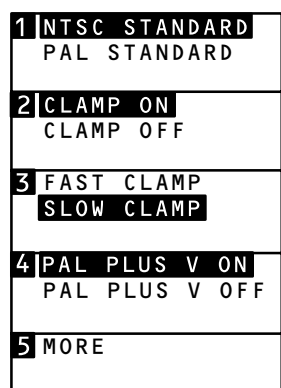 1 NTSC STANDARD
PAL STANDARD
2 CLAMP ON
CLAMP OFF
3 FAST CLAMP
SLOW CLAMP
4 PAL PLUS V ON
PAL PLUS V OFF
5 MORE